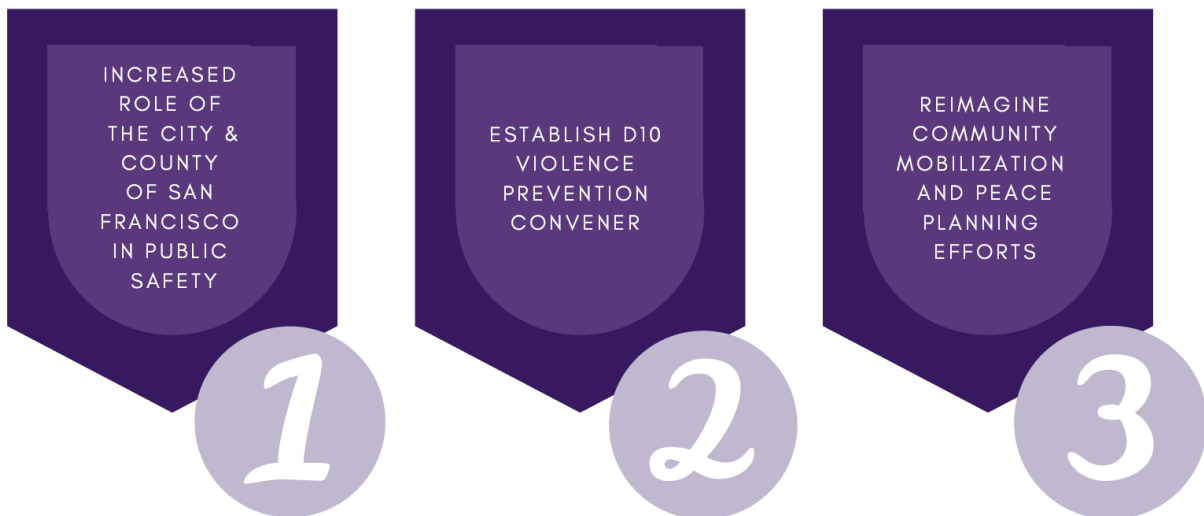 INCREASED
ROLE OF
THE CITY &
COUNTY
OF SAN
FRANCISCO
IN PUBLIC
SAFETY
1
ESTABLISH D10
VIOLENCE
PREVENTION
CONVENER
2
REIMAGINE
COMMUNITY
MOBILIZATION
AND PEACE
PLANNING
EFFORTS
3